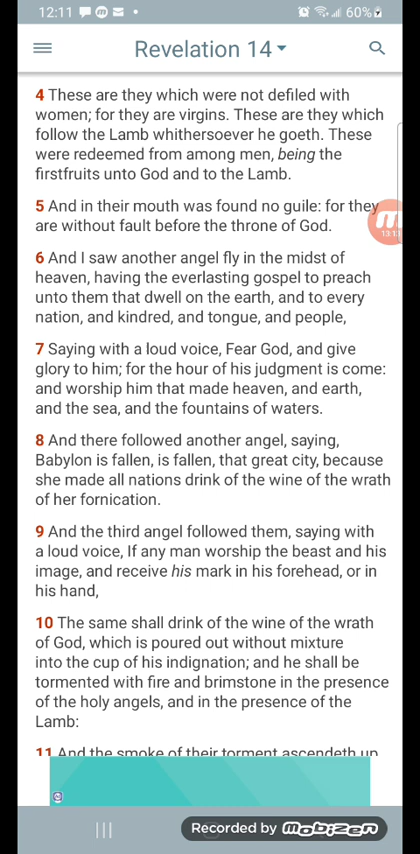 12:11
60%
Revelation 14
4 These are they which were not defiled with
women; for they are virgins. These are they which
follow the Lamb whithersoever he goeth. These
were redeemed from among men, being the
firstfruits unto God and to the Lamb.
5 And in their mouth was found no guile: for they
are without fault before the throne of God.
6 And I saw another angel fly in the midst of
heaven, having the everlasting gospel to preach
unto them that dwell on the earth, and to every
nation, and kindred, and tongue, and people,
7 Saying with a loud voice, Fear God, and give
glory to him; for the hour of his judgment is come:
and worship him that made heaven, and earth,
and the sea, and the fountains of waters.
8 And there followed another angel, saying,
Babylon is fallen, is fallen, that great city, because
she made all nations drink of the wine of the wrath
of her fornication.
9 And the third angel followed them, saying with
a loud voice, If any man worship the beast and his
image, and receive his mark in his forehead, or in
his hand,
10 The same shall drink of the wine of the wrath
of God, which is poured out without mixture
into the cup of his indignation; and he shall be
tormented with fire and brimstone in the presence
of the holy angels, and in the presence of the
Lamb:
11 And the smoke of their torment ascendeth up
Recorded by mobizen